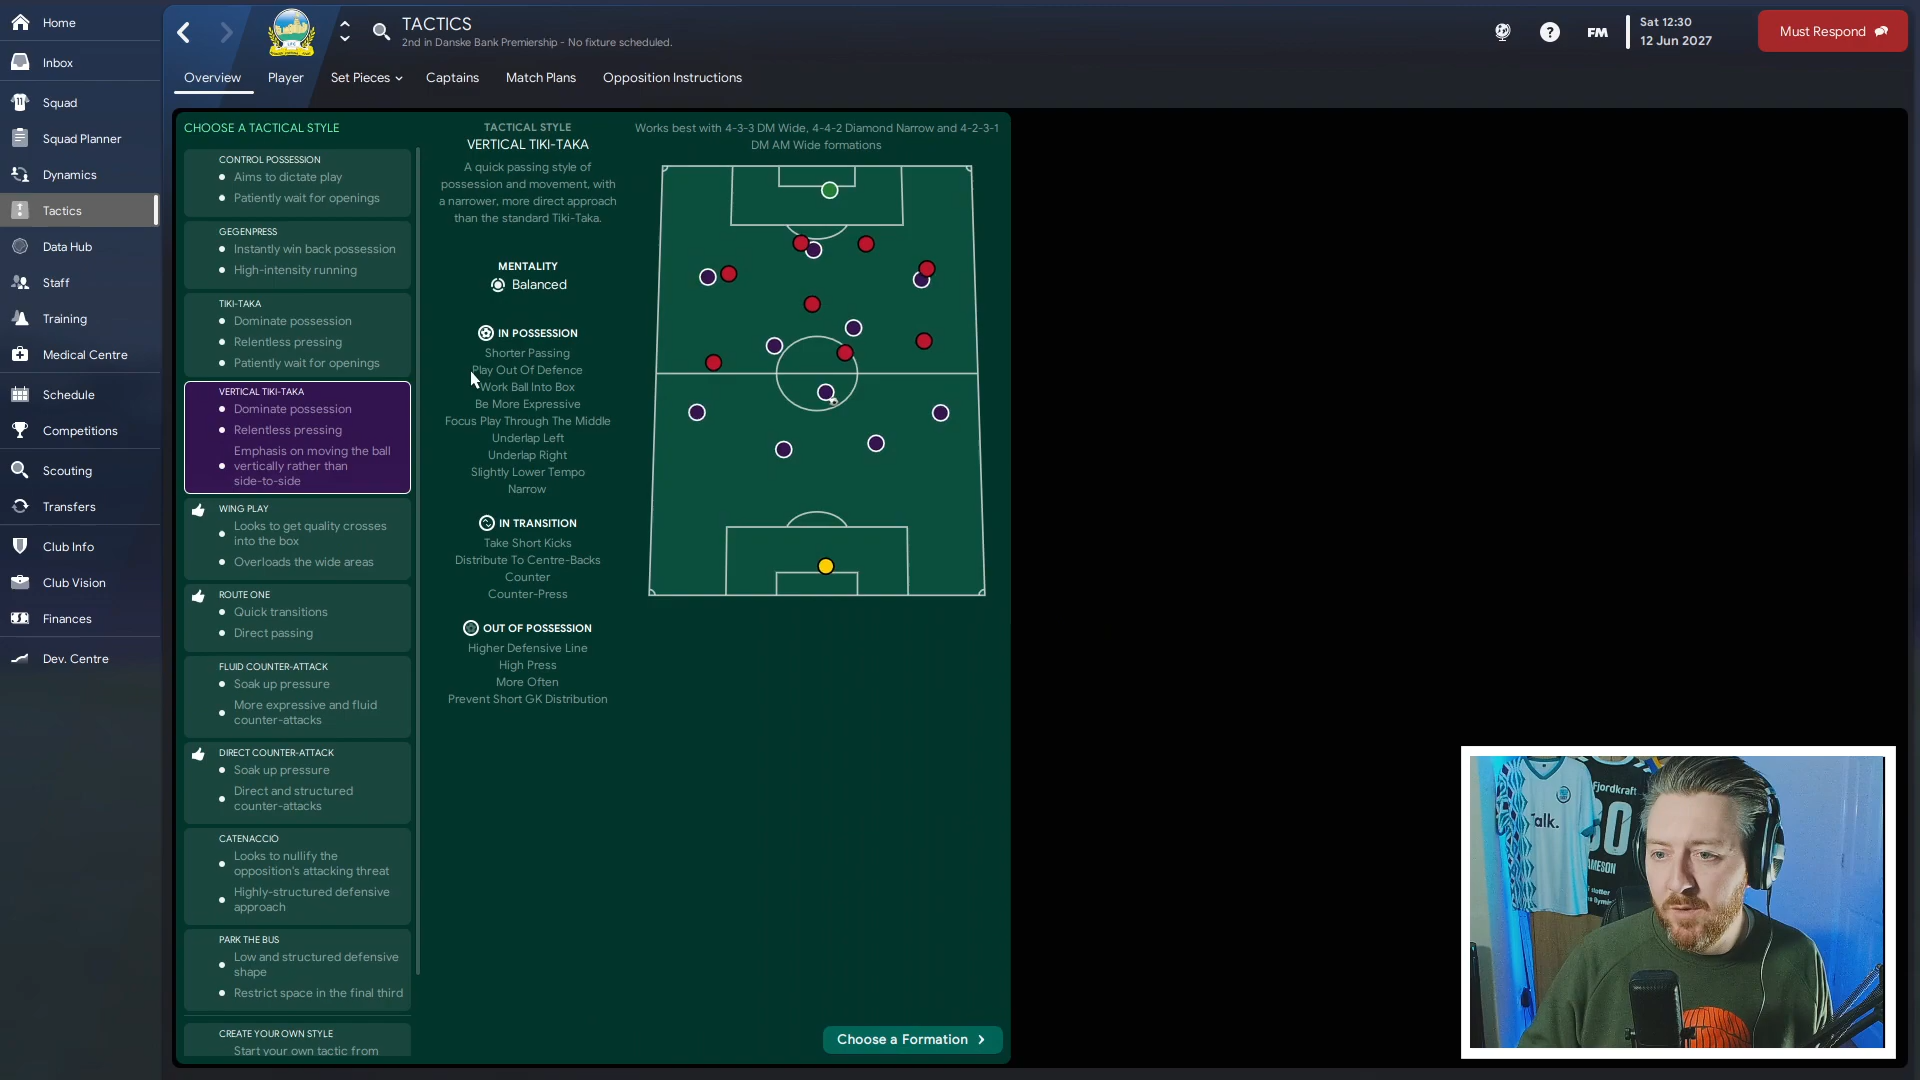 Home
Inbox
Squad
Squad Planner
Dynamics
Tactics
Data Hub
Staff
Training
Medical Centre
Schedule
Competitions
Scouting
Transfers
Club Info
Club Vision
Finances
Dev. Centre
TACTICS
2nd in Danske Bank Premiership - No fixture scheduled.
FM
Sat 12:30
12 Jun 2027
Must Respond
Overview
Player
Set Pieces
Captains
Match Plans
Opposition Instructions
CHOOSE A TACTICAL STYLE
CONTROL POSSESSION
Aims to dictate play
Patiently wait for openings
GEGENPRESS
Instantly win back possession
High-intensity running
TIKI-TAKA
Dominate possession
Relentless pressing
Patiently wait for openings
VERTICAL TIKI-TAKA
Dominate possession
Relentless pressing
Emphasis on moving the ball
vertically rather than
side-to-side
WING PLAY
Looks to get quality crosses
into the box
Overloads the wide areas
ROUTE ONE
Quick transitions
Direct passing
FLUID COUNTER-ATTACK
Soak up pressure
More expressive and fluid
counter-attacks
DIRECT COUNTER-ATTACK
Soak up pressure
Direct and structured
counter-attacks
CATENACCIO
Looks to nullify the
opposition's attacking threat
Highly-structured defensive
approach
PARK THE BUS
Low and structured defensive
shape
Restrict space in the final third
CREATE YOUR OWN STYLE
Start your own tactic from
TACTICAL STYLE
VERTICAL TIKI-TAKA
A quick passing style of
possession and movement, with
a narrower, more direct approach
than the standard Tiki-Taka.
MENTALITY
Balanced
IN POSSESSION
Shorter Passing
Play Out Of Defence
Work Ball Into Box
Be More Expressive
Focus Play Through The Middle
Underlap Left
Underlap Right
Slightly Lower Tempo
Narrow
IN TRANSITION
Take Short Kicks
Distribute To Centre-Backs
Counter
Counter-Press
OUT OF POSSESSION
Higher Defensive Line
High Press
More Often
Prevent Short GK Distribution
Works best with 4-3-3 DM Wide, 4-4-2 Diamond Narrow and 4-2-3-1
DM AM Wide formations
Choose a Formation
Fjordkraft